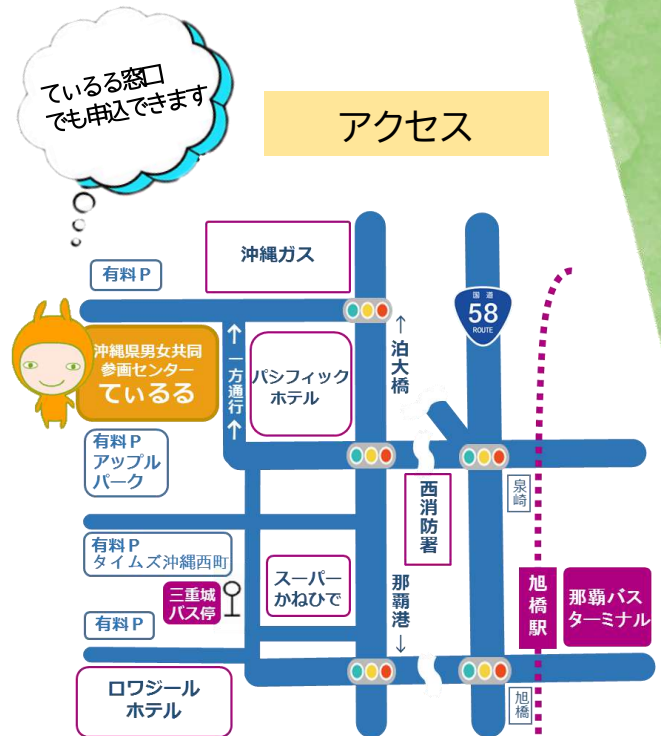 ているる窓口
でも申込できます
アクセス
沖縄ガス
有料P
国道
58
ROUTE
↑泊大橋
沖縄県男女共同
参画センター
ているる
↑一方通行↑
パシフィック
ホテル
有料P
アップル
パーク
西消防署
泉崎
有料P
タイムズ沖縄西町
三重城
バス停
スーパー
かねひで
那覇港↓
旭橋駅
那覇バス
ターミナル
有料P
ロワジール
ホテル
旭橋